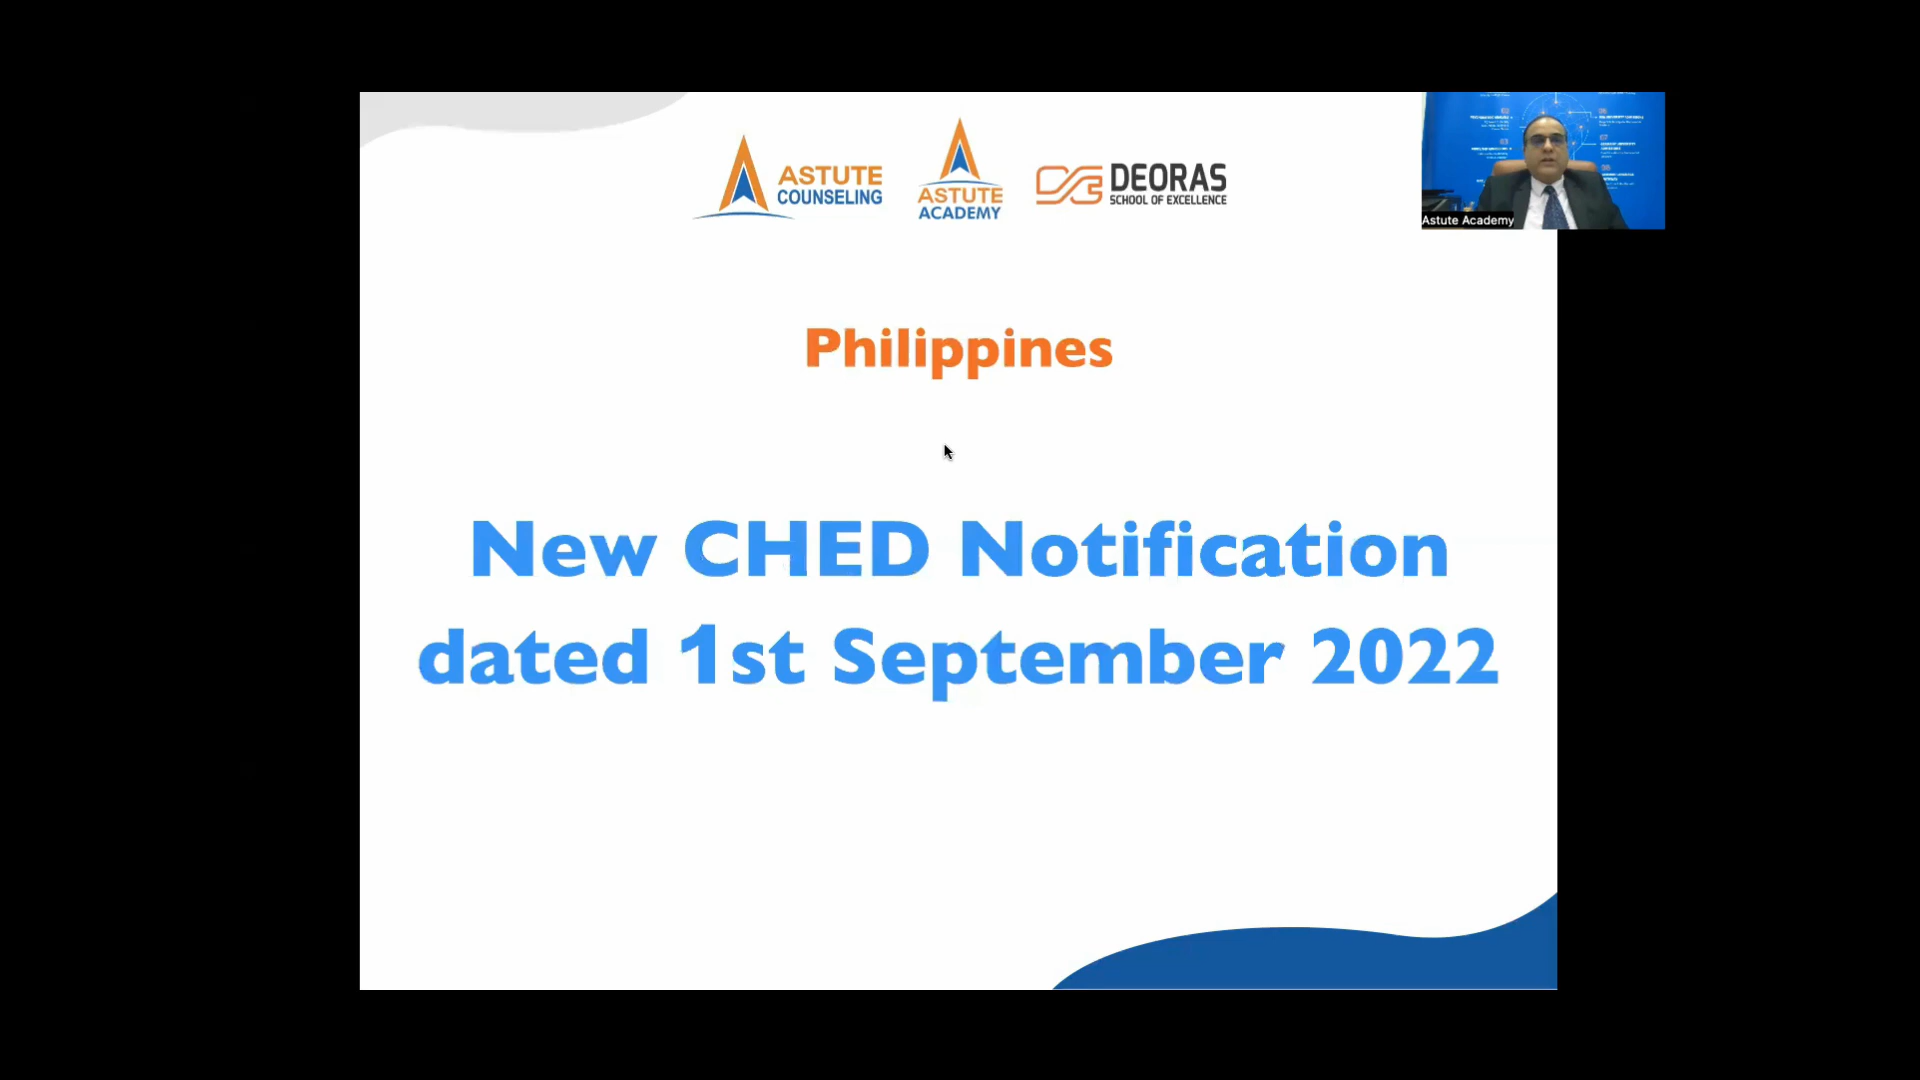 ASTUTE
COUNSELING
ASTUTE
ACADEMY
DEORAS
SCHOOL OF EXCELLENCE
Astute Academy
Philippines
New CHED Notification
dated 1st September 2022